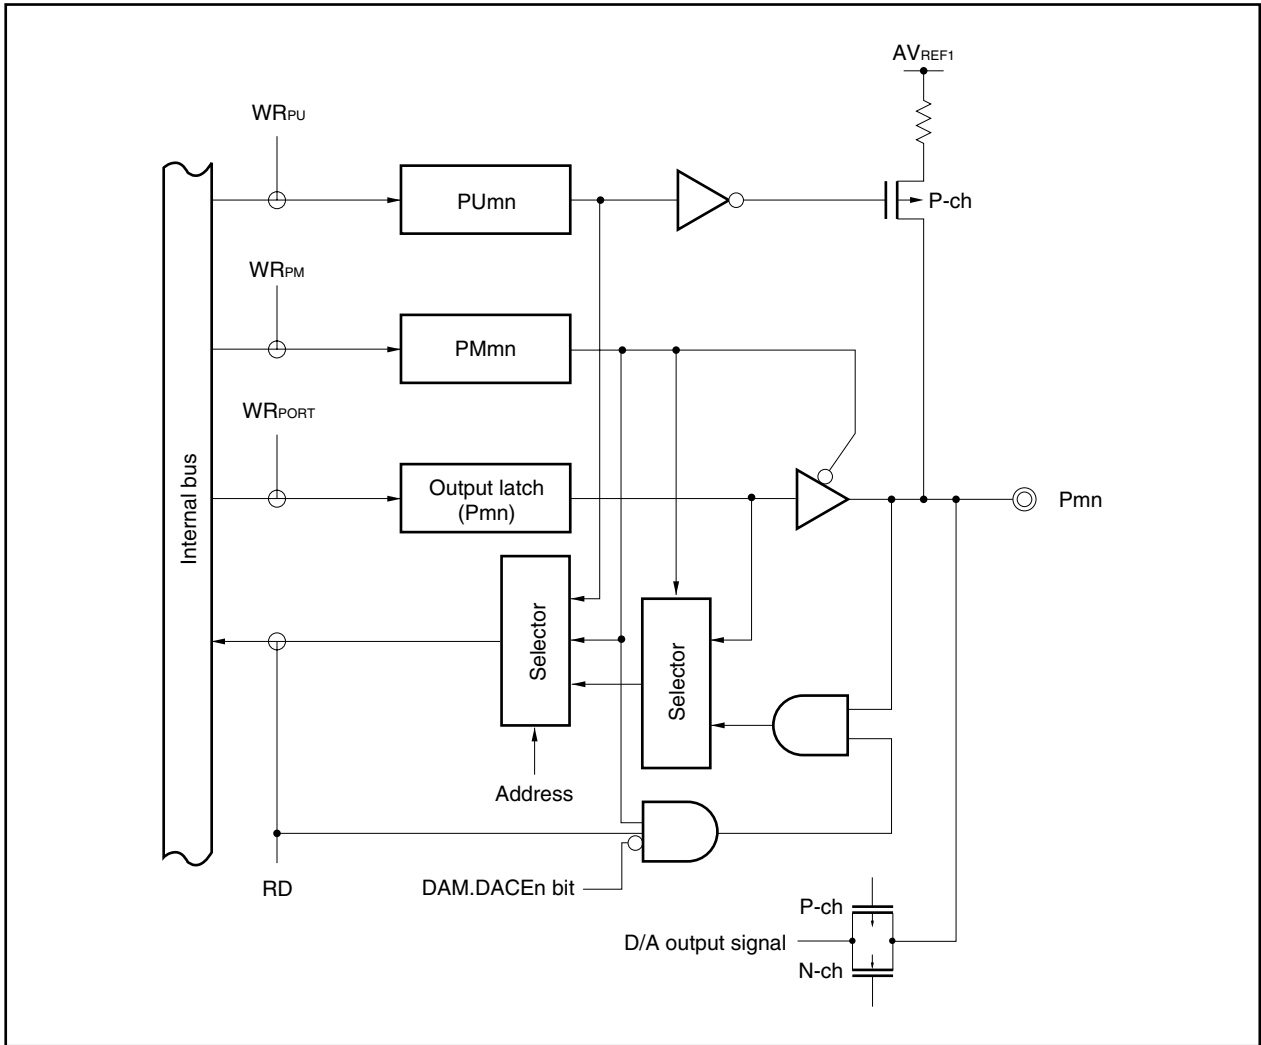 AVREF1
WRPU
PUmn
P-ch
WRPM
PMmn
WRPORT
Output latch
(Pmn)
Pmn
Internal bus
Selector
Selector
Address
RD
DAM.DACEn bit
P-ch
D/A output signal
N-ch